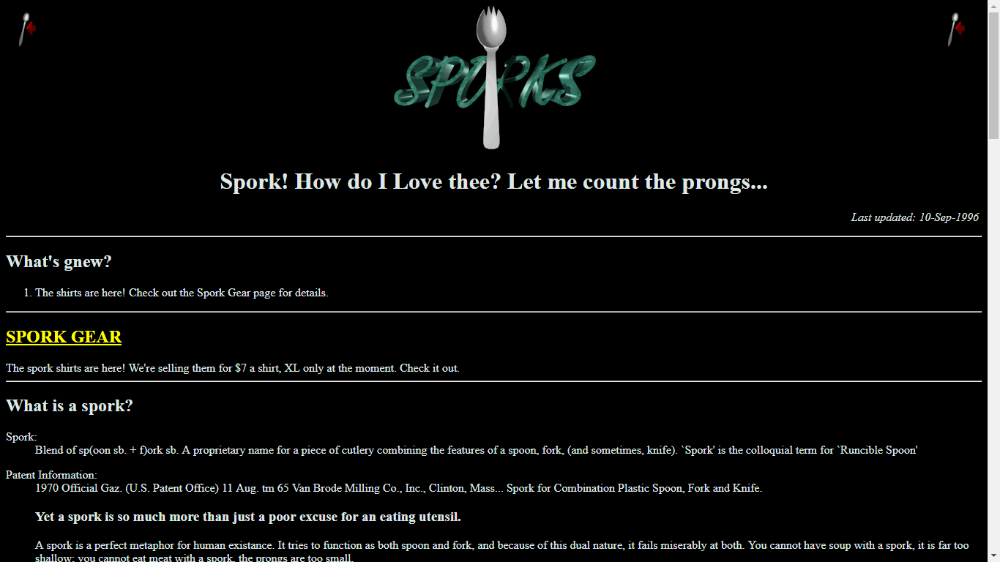 SPORKS
Spork! How do I Love thee? Let me count the prongs...
Last updated: 10-Sep-1996
What's gnew?
1. The shirts are here! Check out the Spork Gear page for details.
SPORK GEAR
The spork shirts are here! We're selling them for $7 a shirt, XL only at the moment. Check it out.
What is a spork?
Spork:
Blend of sp(oon sb. + f)ork sb. A proprietary name for a piece of cutlery combining the features of a spoon, fork, (and sometimes, knife). `Spork' is the colloquial term for `Runcible Spoon'
Patent Information:
1970 Official Gaz. (U.S. Patent Office) 11 Aug. tm 65 Van Brode Milling Co., Inc., Clinton, Mass... Spork for Combination Plastic Spoon, Fork and Knife.
Yet a spork is so much more than just a poor excuse for an eating utensil.
A spork is a perfect metaphor for human existance. It tries to function as both spoon and fork, and because of this dual nature, it fails miserably at both. You cannot have soup with a spork, it is far too
shallow; you cannot eat meat with a spork, the prongs are too small.